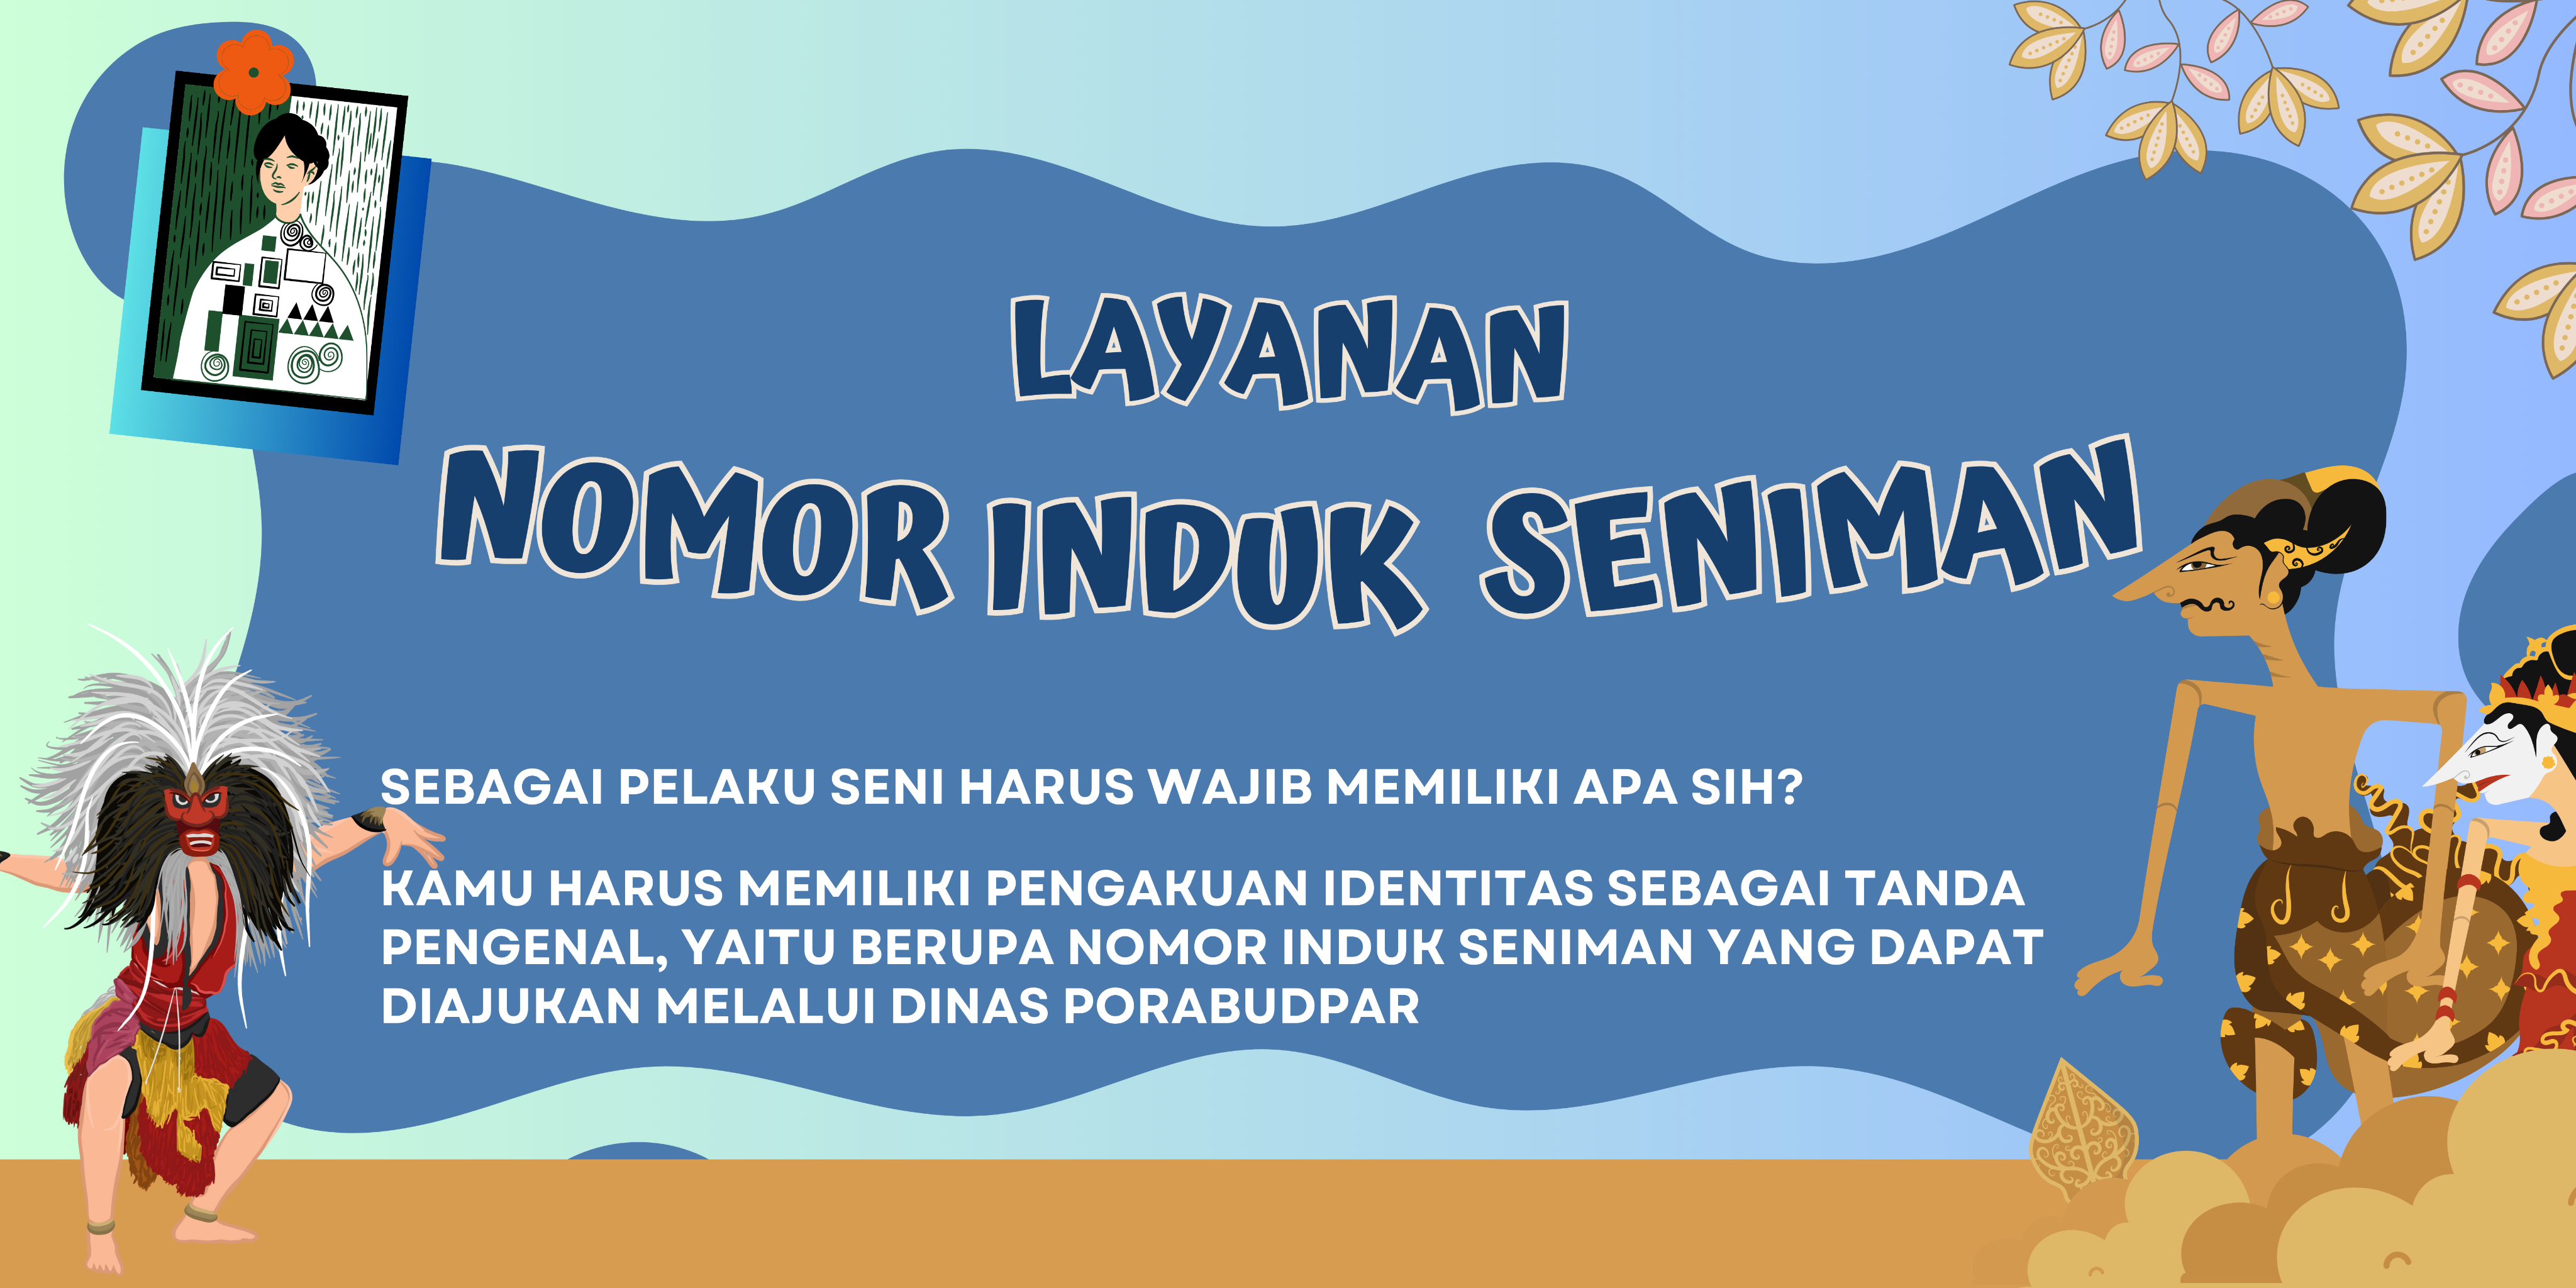 LAYANAN
NOMOR INDUK SENIMAN
SEBAGAI PELAKU SENI HARUS WAJIB MEMILIKI APA SIH?
KAMU HARUS MEMILIKI PENGAKUAN IDENTITAS SEBAGAI TANDA
PENGENAL, YAITU BERUPA NOMOR INDUK SENIMAN YANG DAPAT
DIAJUKAN MELALUI DINAS PORABUDPAR